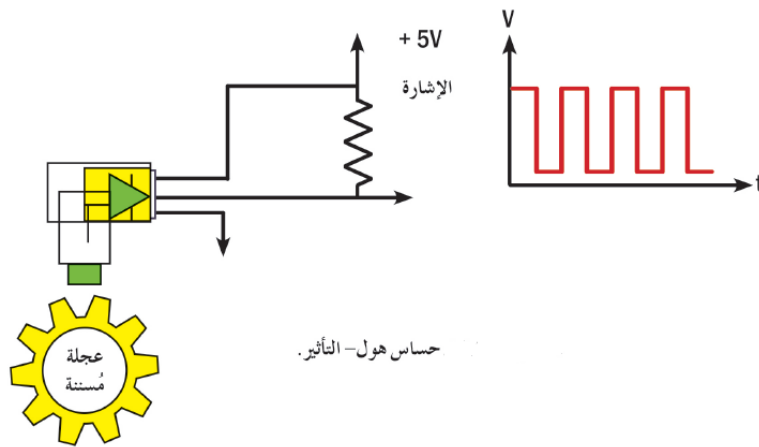 + 5V
الإشارة
V
t
عجلة
مُسننة
حساس هول– التأثير.